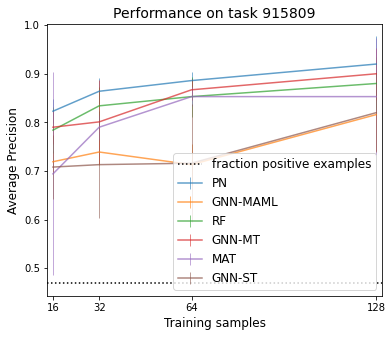 Performance on task 915809
Average Precision
1.0
0.9
0.8
0.7
0.6
0.5
fraction positive examples
PN
GNN-MAML
RF
GNN-MT
MAT
GNN-ST
16 32 64 128
Training samples